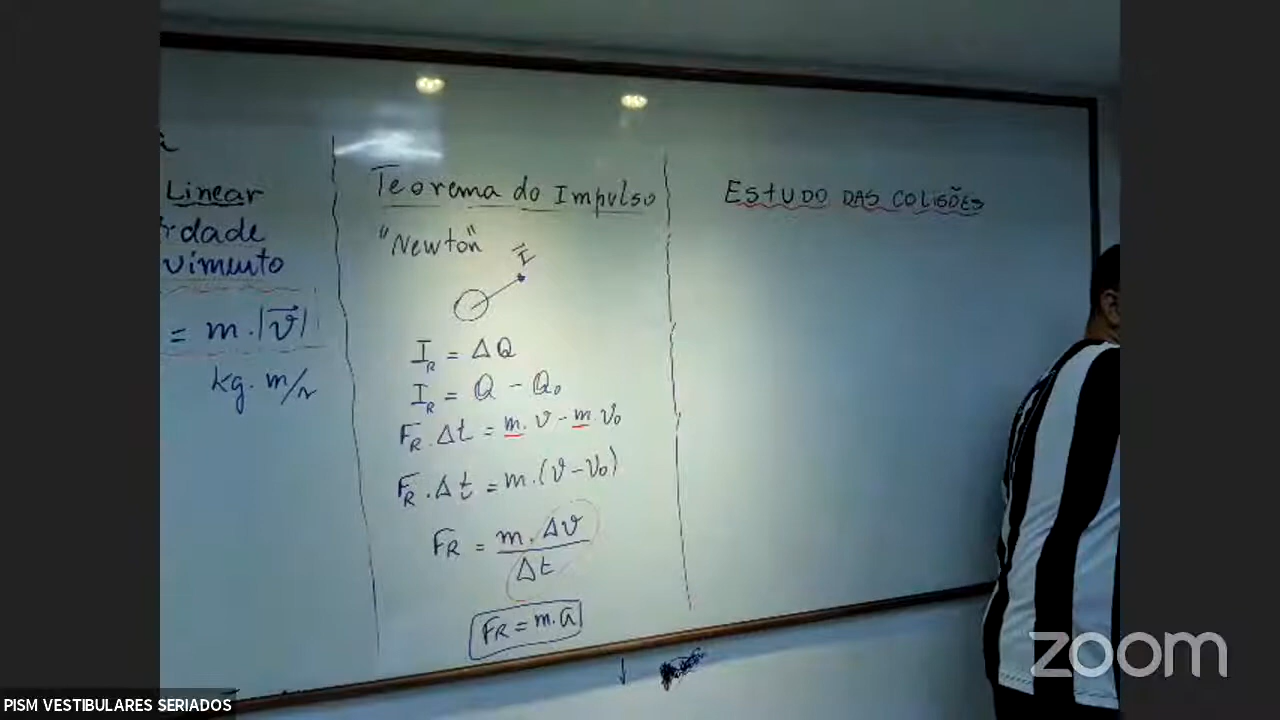 Linear
rdade
vimento
= m.|v⃗|
kg. m/s
Teorema do Impulso
"Newton"
I⃗
I_R = ΔQ
I_R = Q - Q₀
F_R.Δt = m.v - m.v₀
F_R.Δt = m.(v-v₀)
F_R = m.Δv
Δt
F_R = m.a
ESTUDO DAS COLISÕES
zoom
PISM VESTIBULARES SERIADOS